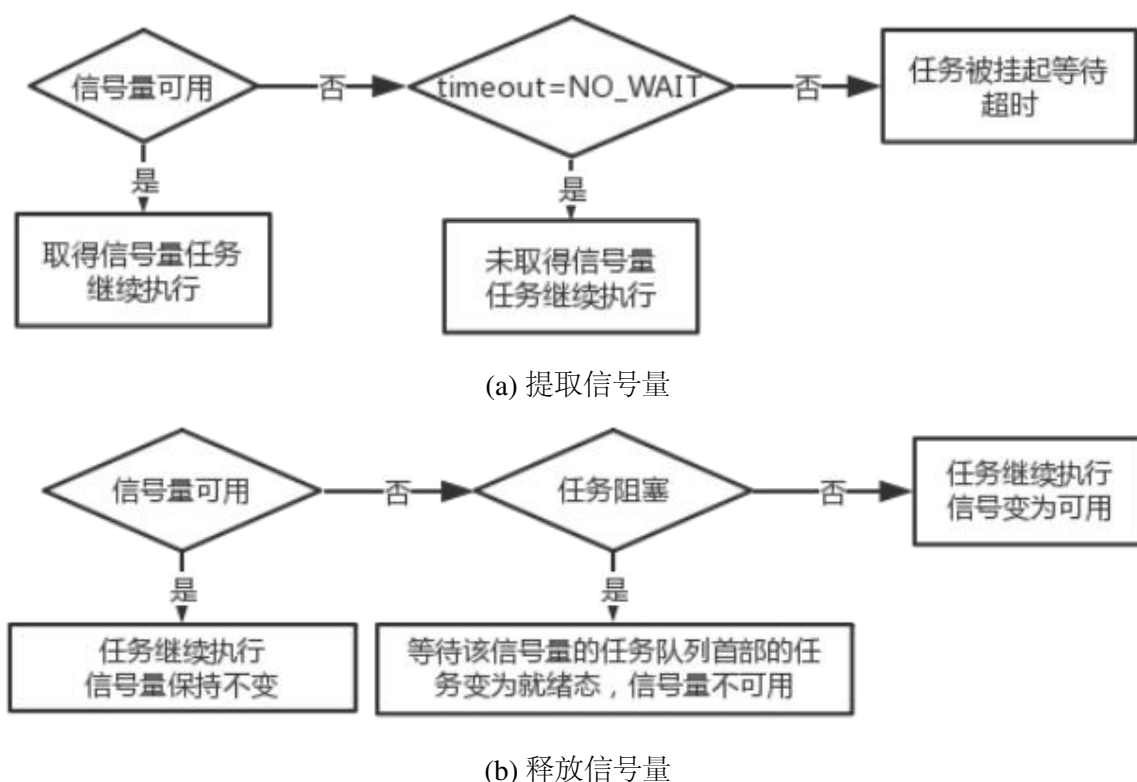 信号量可用
否
timeout=NO_WAIT
否
任务被挂起等待
超时
是
是
取得信号量任务
继续执行
未取得信号量
任务继续执行
(a) 提取信号量
信号量可用
否
任务阻塞
否
任务继续执行
信号变为可用
是
是
任务继续执行
信号量保持不变
等待该信号量的任务队列首部的任
务变为就绪态，信号量不可用
(b) 释放信号量